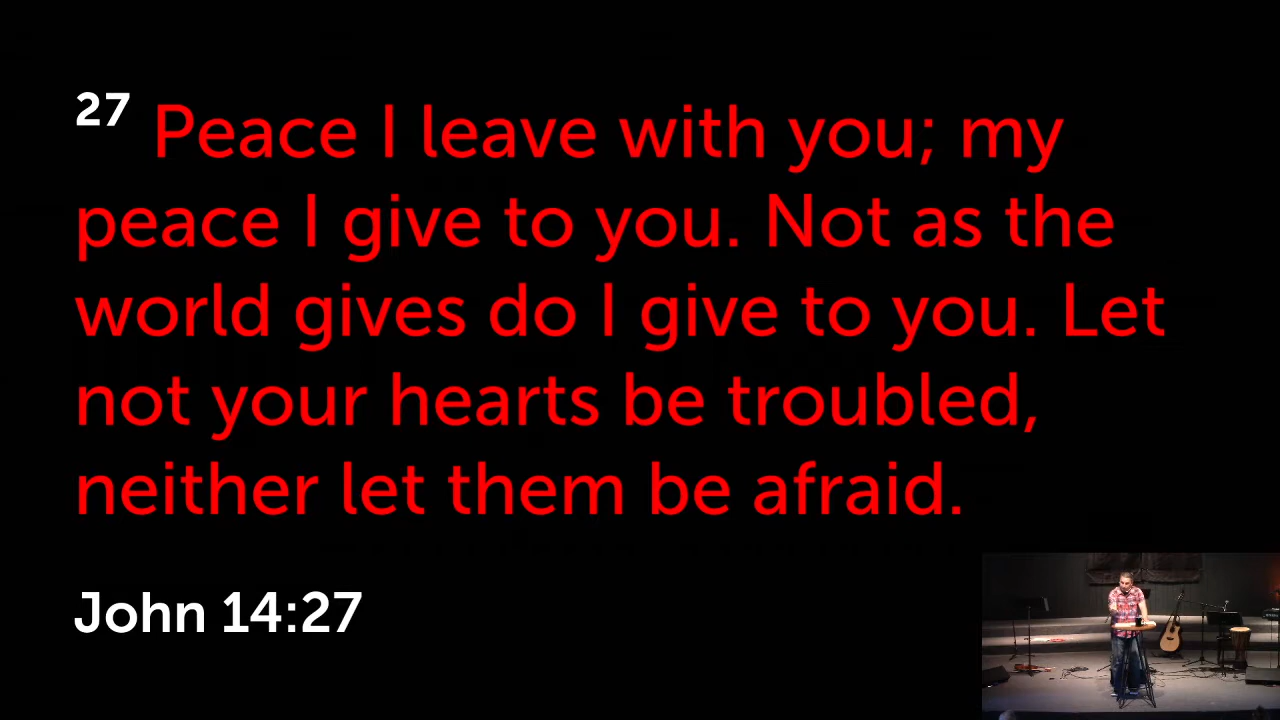 27 Peace I leave with you; my
peace I give to you. Not as the
world gives do I give to you. Let
not your hearts be troubled,
neither let them be afraid.
John 14:27